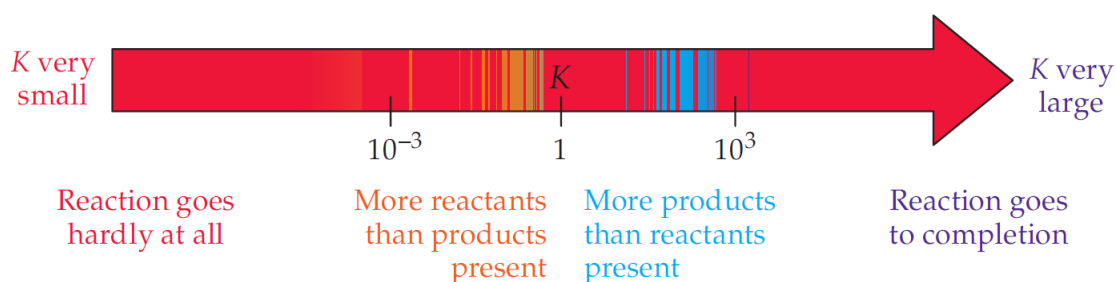 K very
small
K
K very
large
10⁻³
1
10³
Reaction goes
hardly at all
More reactants
than products
present
More products
than reactants
present
Reaction goes
to completion